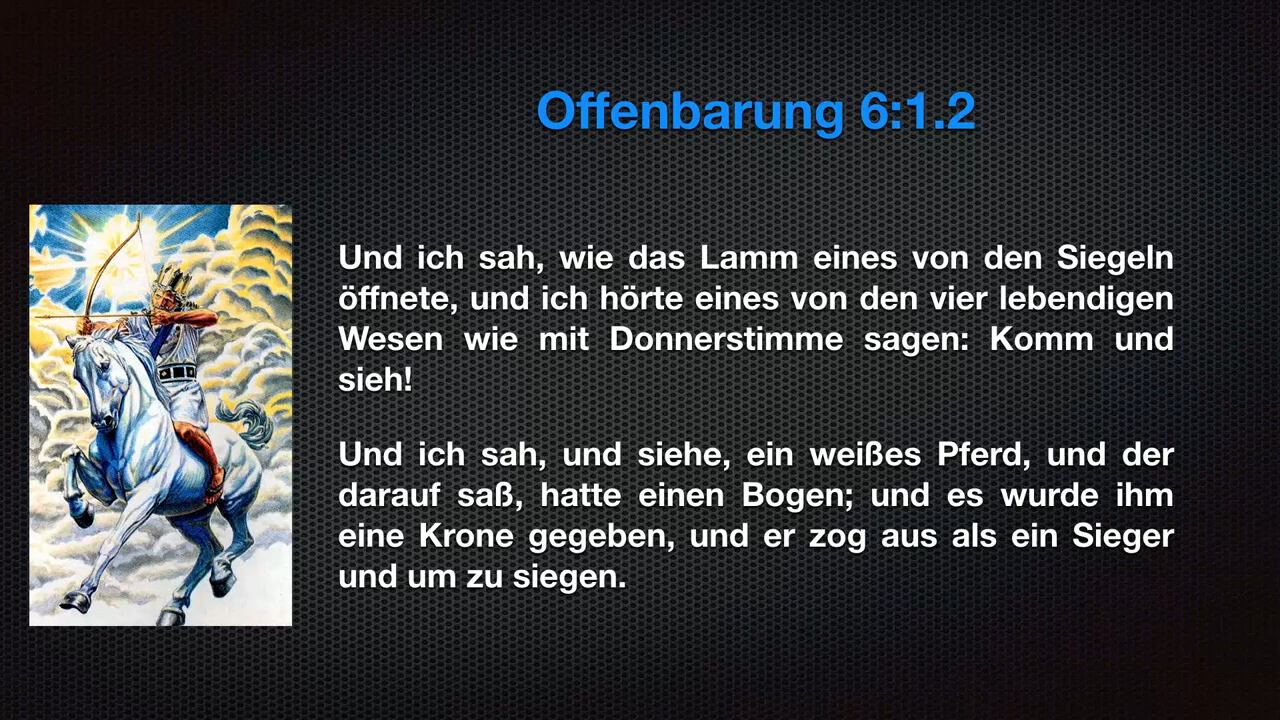 Offenbarung 6:1.2
Und ich sah, wie das Lamm eines von den Siegeln
öffnete, und ich hörte eines von den vier lebendigen
Wesen wie mit Donnerstimme sagen: Komm und
sieh!
Und ich sah, und siehe, ein weißes Pferd, und der
darauf saß, hatte einen Bogen; und es wurde ihm
eine Krone gegeben, und er zog aus als ein Sieger
und um zu siegen.